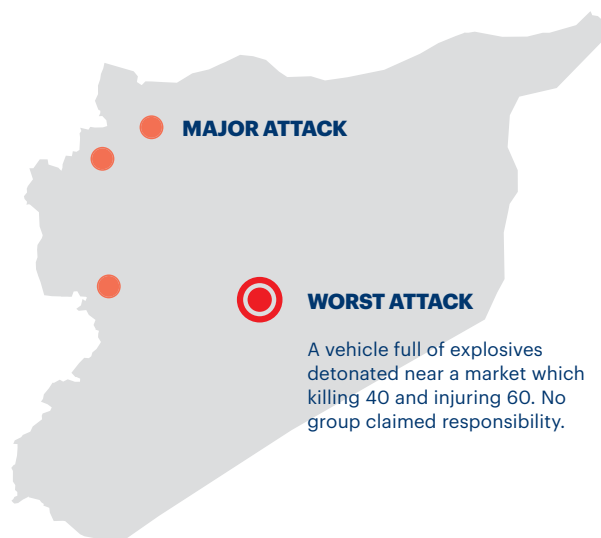 MAJOR ATTACK
WORST ATTACK
A vehicle full of explosives
detonated near a market which
killing 40 and injuring 60. No
group claimed responsibility.